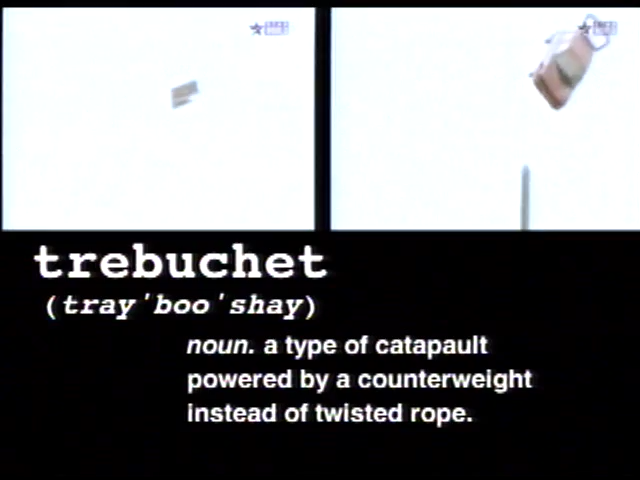 trebuchet
(tray'boo'shay)
noun. a type of catapault
powered by a counterweight
instead of twisted rope.